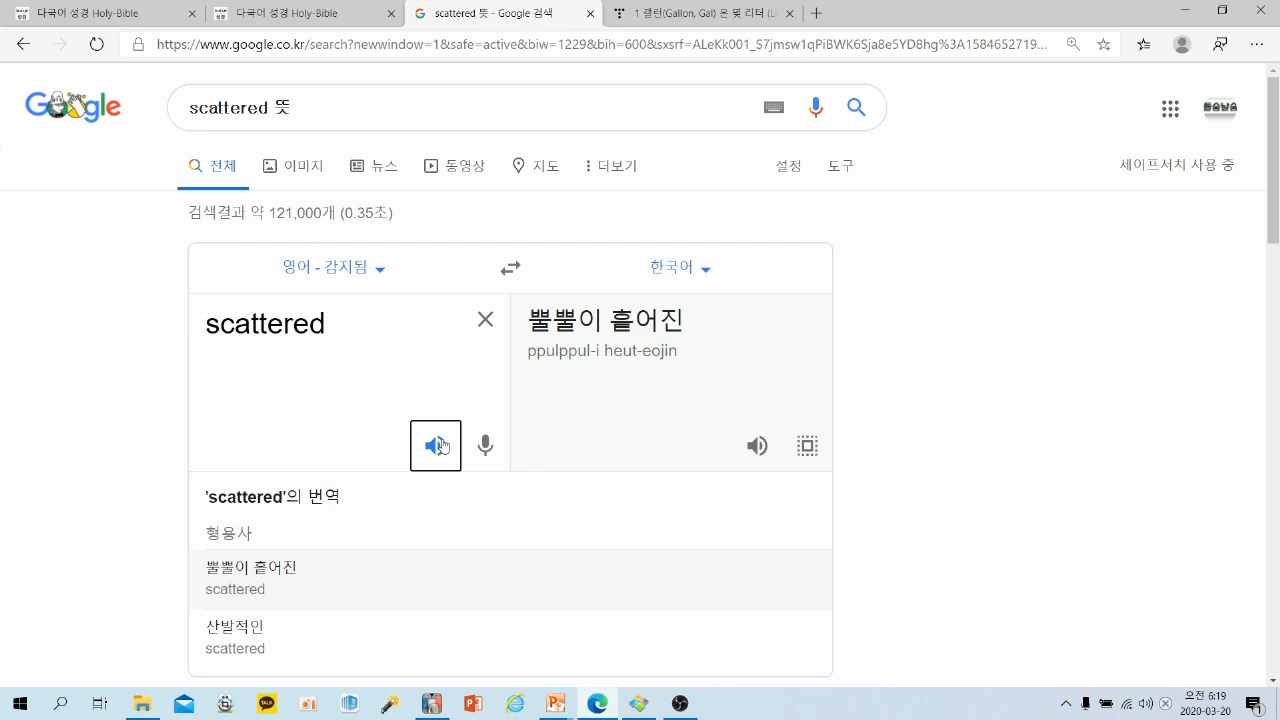 다국어 성경 Holy-Bible
다국어 성경 Holy-Bible
scattered 뜻 - Google 검색
1 갤런(Gallon, Gal) 은 몇 리터 (Li
https://www.google.co.kr/search?newwindow=1&safe=active&biw=1229&bih=600&sxsrf=ALeKk001_S7jmsw1qPiBWK6Sja8e5YD8hg%3A1584652719...
Google
scattered 뜻
전체 이미지 뉴스 동영상 지도 더보기 설정 도구 세이프서치 사용 중
검색결과 약 121,000개 (0.35초)
영어 - 감지됨 한국어
scattered
뿔뿔이 흩어진
ppulppul-i heut-eojin
'scattered'의 번역
형용사
뿔뿔이 흩어진
scattered
산발적인
scattered
TALK
오전 6:19
2020-03-20